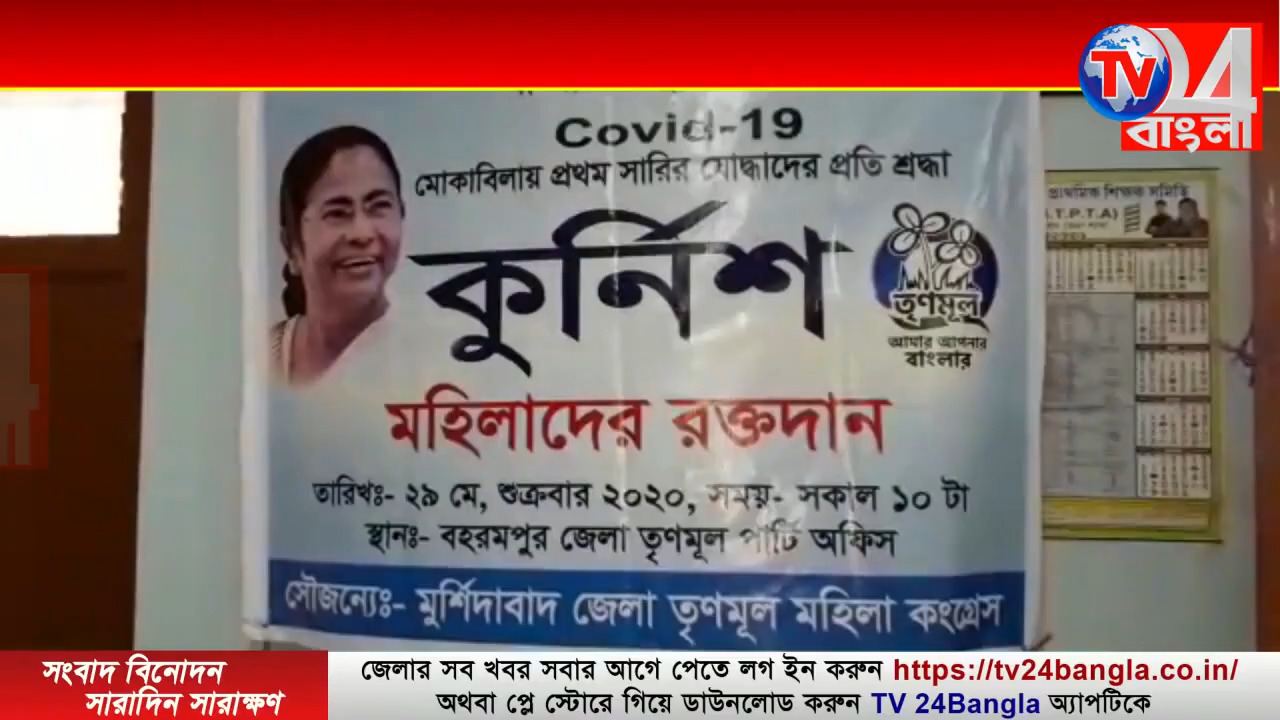 TV 24
বাংলা
Covid-19
মোকাবিলায় প্রথম সারির যোদ্ধাদের প্রতি শ্রদ্ধা
কুর্নিশ
তৃণমূল
আমার আপনার
বাংলার
মহিলাদের রক্তদান
তারিখঃ- ২৯ মে, শুক্রবার ২০২০, সময়- সকাল ১০ টা
স্থানঃ- বহরমপুর জেলা তৃণমূল পার্টি অফিস
সৌজন্যেঃ- মুর্শিদাবাদ জেলা তৃণমূল মহিলা কংগ্রেস
প্রাথমিক শিক্ষক সমিতি
.T.P.T.A)
সংবাদ বিনোদন
সারাদিন সারাক্ষণ
জেলার সব খবর সবার আগে পেতে লগ ইন করুন https://tv24bangla.co.in/
অথবা প্লে স্টোরে গিয়ে ডাউনলোড করুন TV 24Bangla অ্যাপটিকে